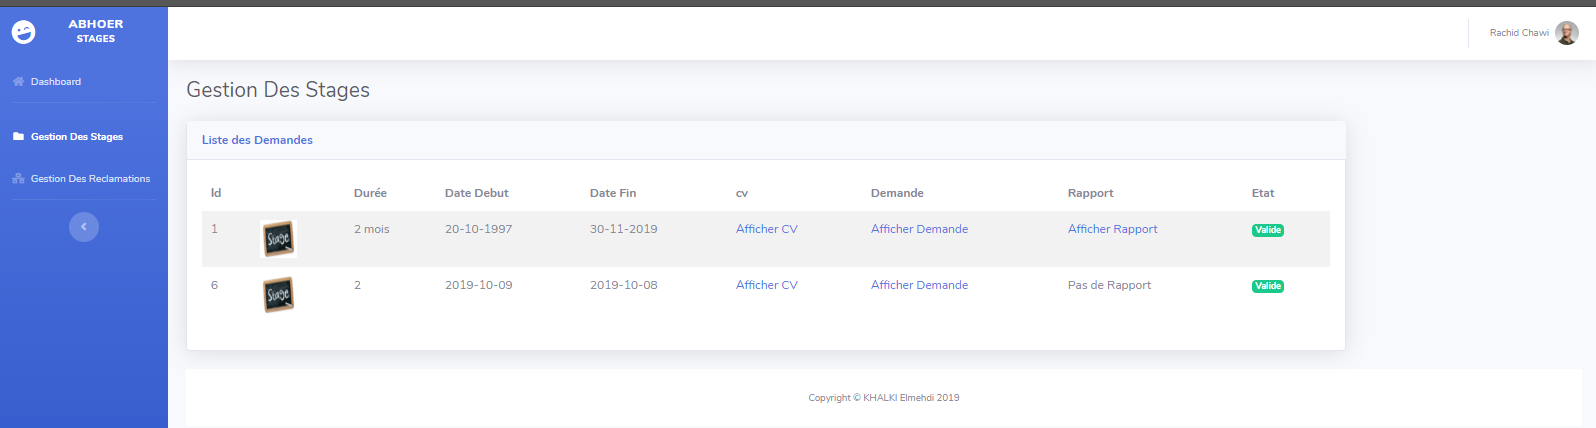 ABHOER
STAGES
Rachid Chawi
Dashboard
Gestion Des Stages
Gestion Des Reclamations
Gestion Des Stages
Liste des Demandes
Id Durée Date Debut Date Fin cv Demande Rapport Etat
1 Stage 2 mois 20-10-1997 30-11-2019 Afficher CV Afficher Demande Afficher Rapport Valide
6 Stage 2 2019-10-09 2019-10-08 Afficher CV Afficher Demande Pas de Rapport Valide
Copyright © KHALKI Elmehdi 2019